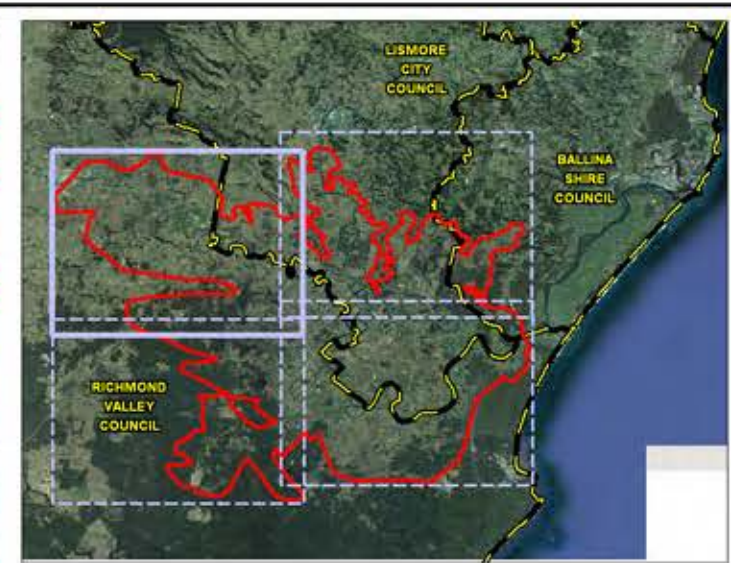 LISMORE
CITY
COUNCIL
BALLINA
SHIRE
COUNCIL
RICHMOND
VALLEY
COUNCIL